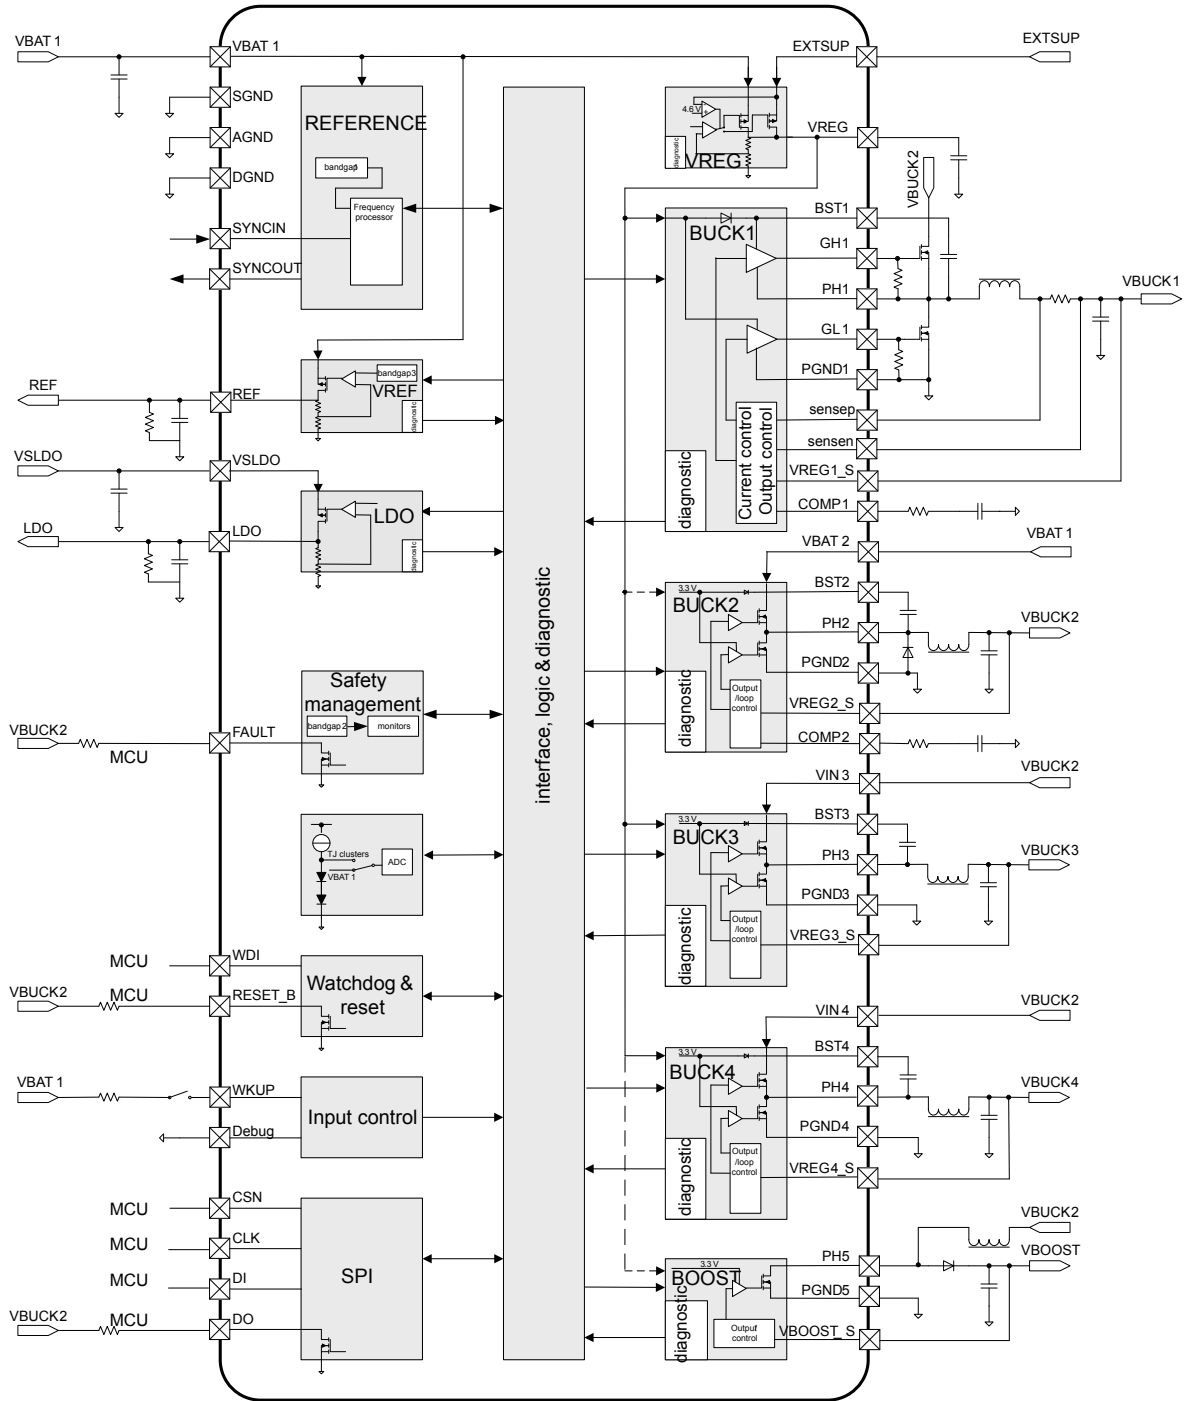 VBAT 1
VBAT 1
EXTSUP
EXTSUP
SGND
AGND
DGND
SYNCIN
SYNCOUT
REFERENCE
bandgap1
Frequency
processor
4.6 V
diagnostic
VREG
VREG
VBUCK2
BUCK1
BST1
GH1
PH1
VBUCK1
GL1
PGND1
sensep
sensen
VREG1_S
COMP1
Current control
Output control
diagnostic
REF
REF
bandgap3
VREF
diagnostic
VSLDO
VSLDO
LDO
LDO
LDO
diagnostic
interface, logic & diagnostic
VBAT 2
VBAT 1
3.3 V
BUCK2
BST2
PH2
VBUCK2
PGND2
VREG2_S
COMP2
Output
/loop
control
diagnostic
Safety
management
bandgap 2
monitors
VBUCK2
MCU
FAULT
VIN 3
VBUCK2
3.3 V
BUCK3
BST3
PH3
VBUCK3
PGND3
VREG3_S
Output
/loop
control
diagnostic
TJ clusters
VBAT 1
ADC
MCU
WDI
VBUCK2
MCU
RESET_B
Watchdog &
reset
VIN 4
VBUCK2
3.3 V
BUCK4
BST4
PH4
VBUCK4
PGND4
VREG4_S
Output
/loop
control
diagnostic
VBAT 1
WKUP
Debug
Input control
MCU
CSN
MCU
CLK
MCU
DI
VBUCK2
MCU
DO
SPI
VBUCK2
VBOOST
3.3 V
BOOST
PH5
PGND5
VBOOST_S
Output
control
diagnostic